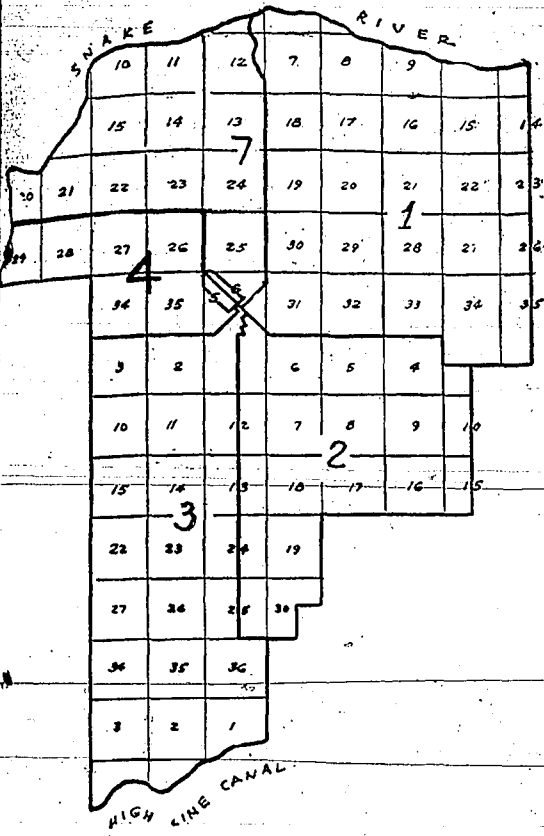 SNAKE RIVER
10 11 12 7 8 9
15 14 13 18 17 16 15 14
7
20 21 22 23 24 19 20 21 22 23
1
29 28 27 26 25 30 29 28 27 26
4
6
5
34 35 31 32 33 34 35
3 2 6 5 4
10 11 12 7 8 9 10
2
15 14 13 18 17 16 15
3
22 23 24 19
27 26 25 30
34 35 36
3 2 1
HIGH LINE CANAL